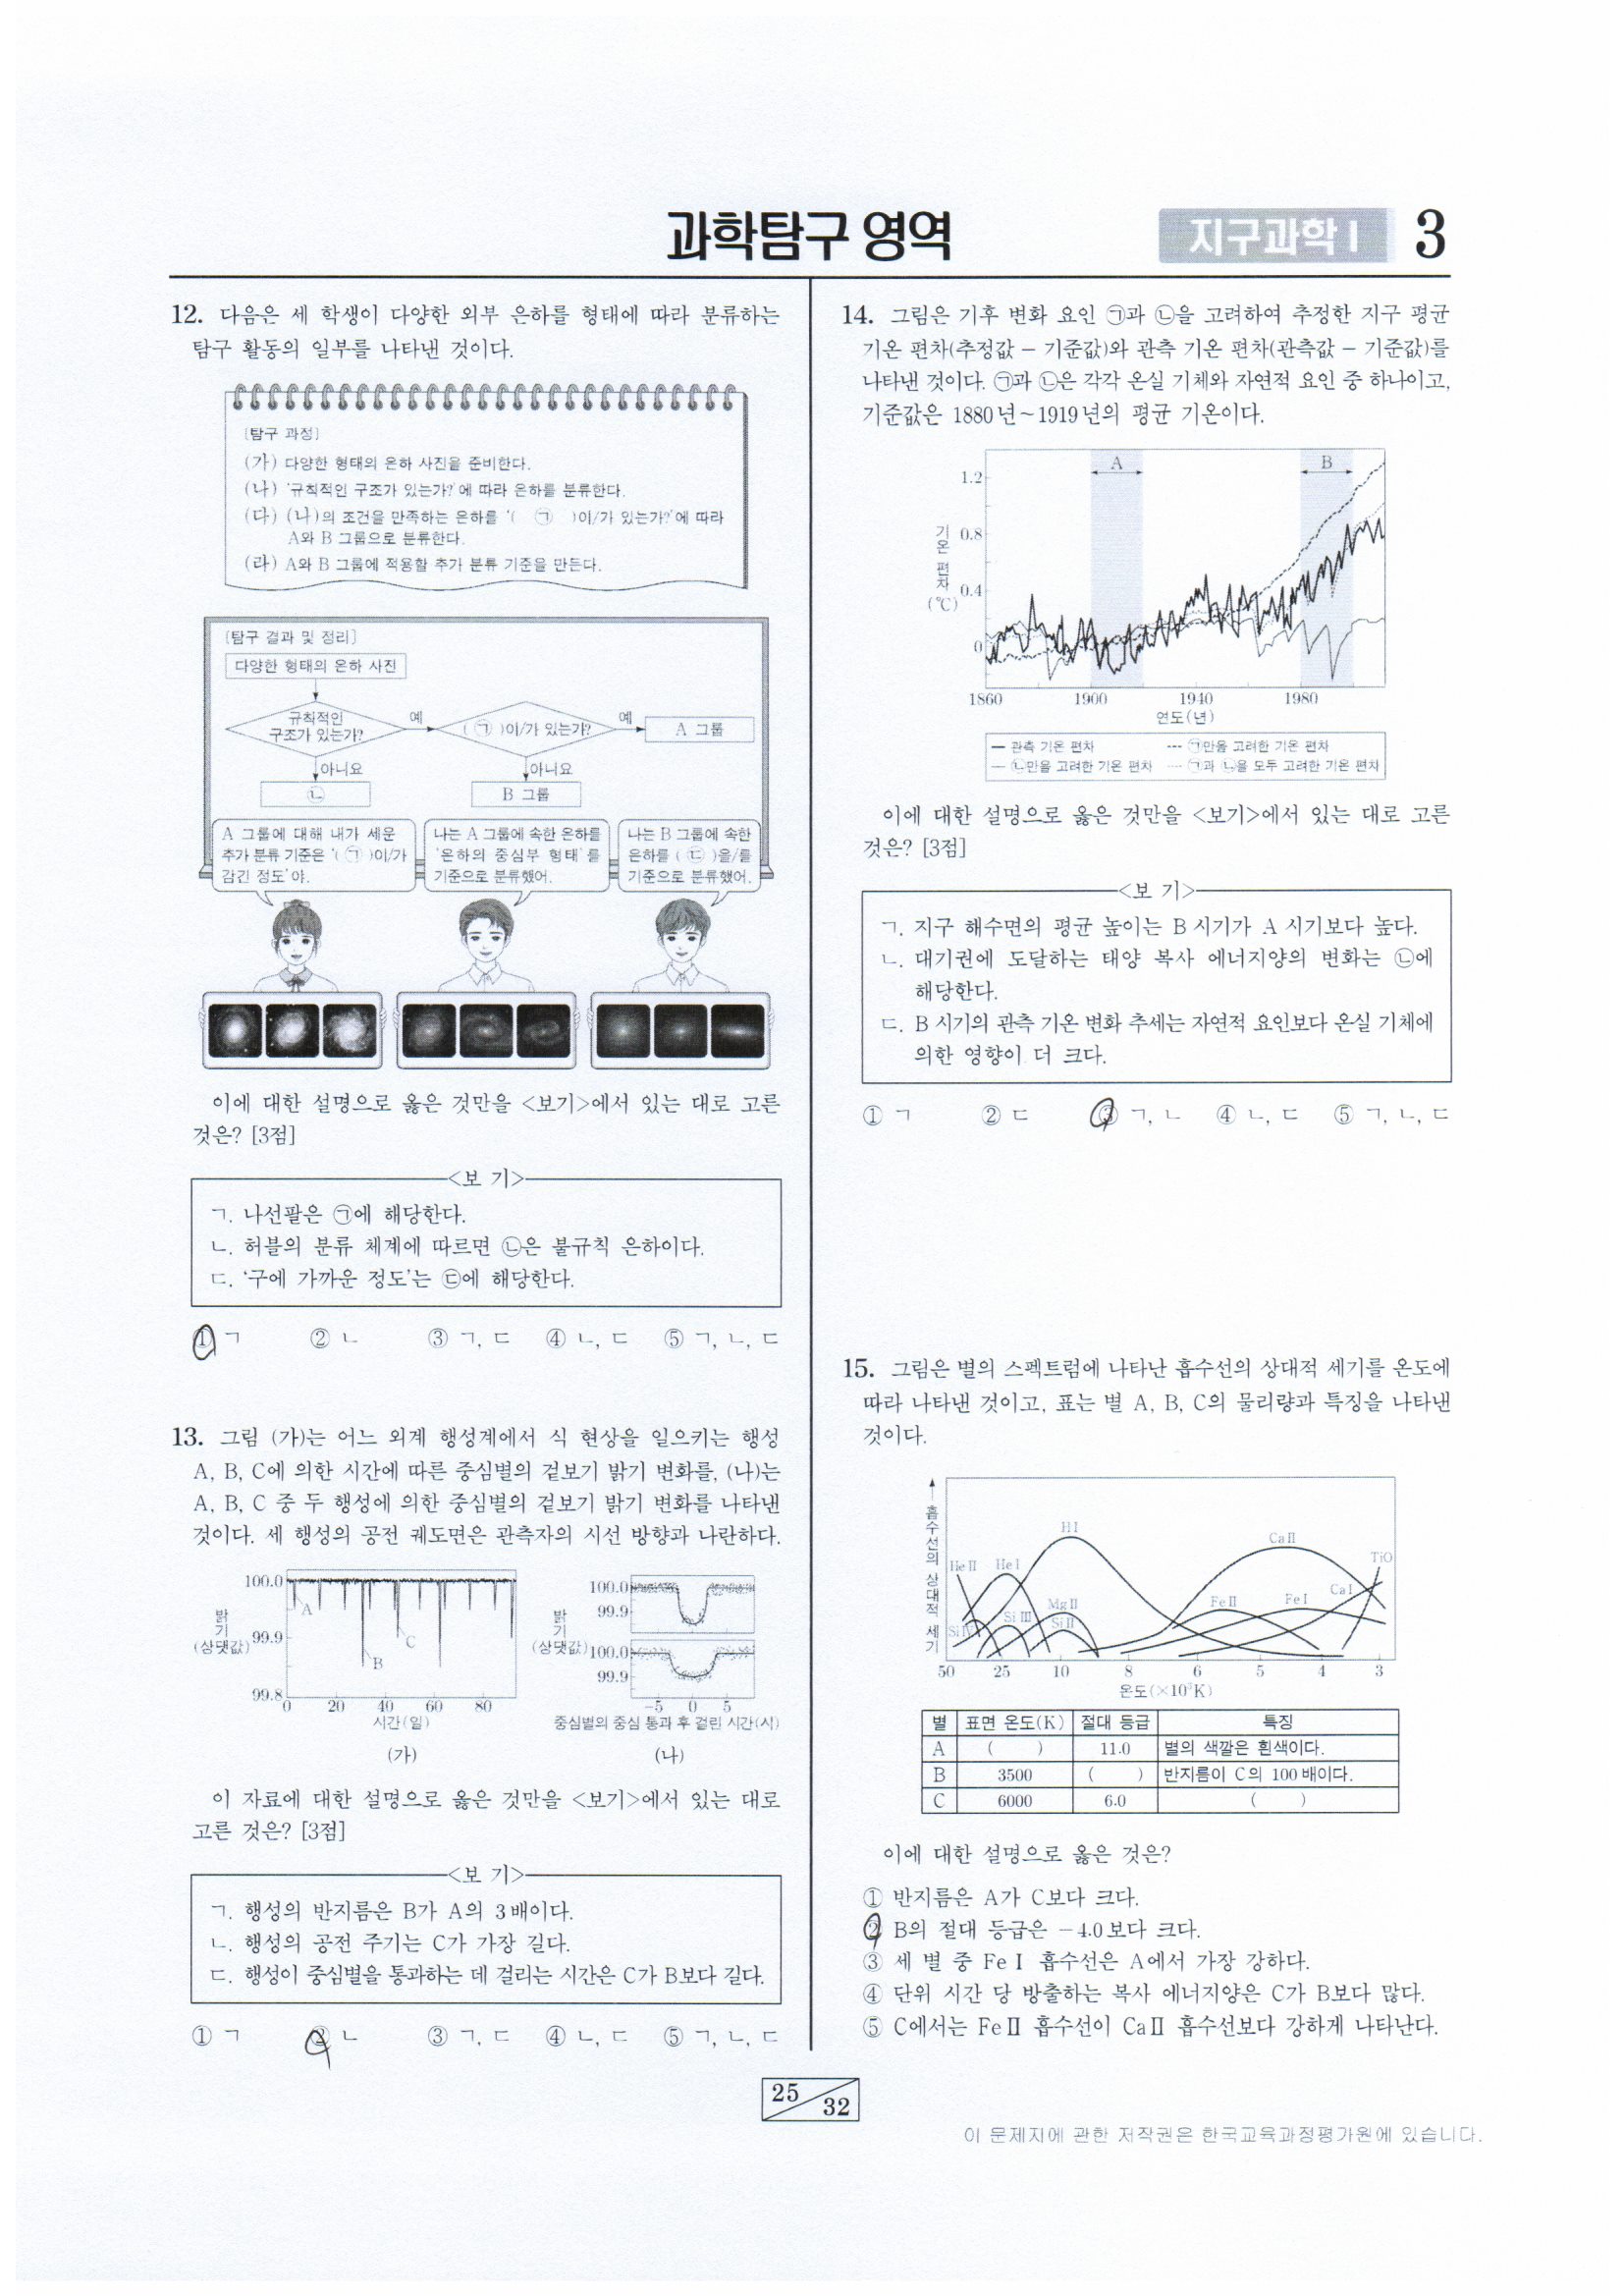 과학탐구 영역
지구과학 I
3
12. 다음은 세 학생이 다양한 외부 은하를 형태에 따라 분류하는
탐구 활동의 일부를 나타낸 것이다.
[탐구 과정]
(가) 다양한 형태의 은하 사진을 준비한다.
(나) '규칙적인 구조가 있는가?'에 따라 은하를 분류한다.
(다) (나)의 조건을 만족하는 은하를 '( ㉠ )이/가 있는가?'에 따라
A와 B 그룹으로 분류한다.
(라) A와 B 그룹에 적용할 추가 분류 기준을 만든다.
[탐구 결과 및 정리]
다양한 형태의 은하 사진
규칙적인
구조가 있는가?
예
( ㉠ )이/가 있는가?
예
A 그룹
아니요
아니요
㉡
B 그룹
A 그룹에 대해 내가 세운
추가 분류 기준은 '( ㉠ )이/가
감긴 정도'야.
나는 A 그룹에 속한 은하를
'은하의 중심부 형태'를
기준으로 분류했어.
나는 B 그룹에 속한
은하를 ( ㉢ )을/를
기준으로 분류했어.
이에 대한 설명으로 옳은 것만을 <보기>에서 있는 대로 고른
것은? [3점]
<보 기>
ㄱ. 나선팔은 ㉠에 해당한다.
ㄴ. 허블의 분류 체계에 따르면 ㉡은 불규칙 은하이다.
ㄷ. '구에 가까운 정도'는 ㉢에 해당한다.
① ㄱ ② ㄴ ③ ㄱ, ㄷ ④ ㄴ, ㄷ ⑤ ㄱ, ㄴ, ㄷ
13. 그림 (가)는 어느 외계 행성계에서 식 현상을 일으키는 행성
A, B, C에 의한 시간에 따른 중심별의 겉보기 밝기 변화를, (나)는
A, B, C 중 두 행성에 의한 중심별의 겉보기 밝기 변화를 나타낸
것이다. 세 행성의 공전 궤도면은 관측자의 시선 방향과 나란하다.
100.0
99.9
99.8
밝기
(상댓값)
A
B
C
0 20 40 60 80
시간(일)
(가)
100.0
99.9
100.0
99.9
밝기
(상댓값)
-5 0 5
중심별의 중심 통과 후 걸린 시간(시)
(나)
이 자료에 대한 설명으로 옳은 것만을 <보기>에서 있는 대로
고른 것은? [3점]
<보 기>
ㄱ. 행성의 반지름은 B가 A의 3배이다.
ㄴ. 행성의 공전 주기는 C가 가장 길다.
ㄷ. 행성이 중심별을 통과하는 데 걸리는 시간은 C가 B보다 길다.
① ㄱ ② ㄴ ③ ㄱ, ㄷ ④ ㄴ, ㄷ ⑤ ㄱ, ㄴ, ㄷ
14. 그림은 기후 변화 요인 ㉠과 ㉡을 고려하여 추정한 지구 평균
기온 편차(추정값 - 기준값)와 관측 기온 편차(관측값 - 기준값)를
나타낸 것이다. ㉠과 ㉡은 각각 온실 기체와 자연적 요인 중 하나이고,
기준값은 1880년~1919년의 평균 기온이다.
A
B
1.2
0.8
0.4
0
기온 편차
(℃)
1860 1900 1940 1980
연도(년)
— 관측 기온 편차 --- ㉠만을 고려한 기온 편차
— ㉡만을 고려한 기온 편차 ····· ㉠과 ㉡을 모두 고려한 기온 편차
이에 대한 설명으로 옳은 것만을 <보기>에서 있는 대로 고른
것은? [3점]
<보 기>
ㄱ. 지구 해수면의 평균 높이는 B 시기가 A 시기보다 높다.
ㄴ. 대기권에 도달하는 태양 복사 에너지양의 변화는 ㉡에
해당한다.
ㄷ. B 시기의 관측 기온 변화 추세는 자연적 요인보다 온실 기체에
의한 영향이 더 크다.
① ㄱ ② ㄷ ③ ㄱ, ㄴ ④ ㄴ, ㄷ ⑤ ㄱ, ㄴ, ㄷ
15. 그림은 별의 스펙트럼에 나타난 흡수선의 상대적 세기를 온도에
따라 나타낸 것이고, 표는 별 A, B, C의 물리량과 특징을 나타낸
것이다.
흡수선의 상대적 세기
HI
CaII
HeII
HeI
TiO
CaI
MgII
FeII
FeI
SiIII
SiII
SiIV
50 25 10 8 6 5 4 3
온도(×10³K)
별 표면 온도(K) 절대 등급 특징
A ( ) 11.0 별의 색깔은 흰색이다.
B 3500 ( ) 반지름이 C의 100배이다.
C 6000 6.0 ( )
이에 대한 설명으로 옳은 것은?
① 반지름은 A가 C보다 크다.
② B의 절대 등급은 -4.0보다 크다.
③ 세 별 중 Fe I 흡수선은 A에서 가장 강하다.
④ 단위 시간 당 방출하는 복사 에너지양은 C가 B보다 많다.
⑤ C에서는 Fe II 흡수선이 Ca II 흡수선보다 강하게 나타난다.
25
32
이 문제지에 관한 저작권은 한국교육과정평가원에 있습니다.